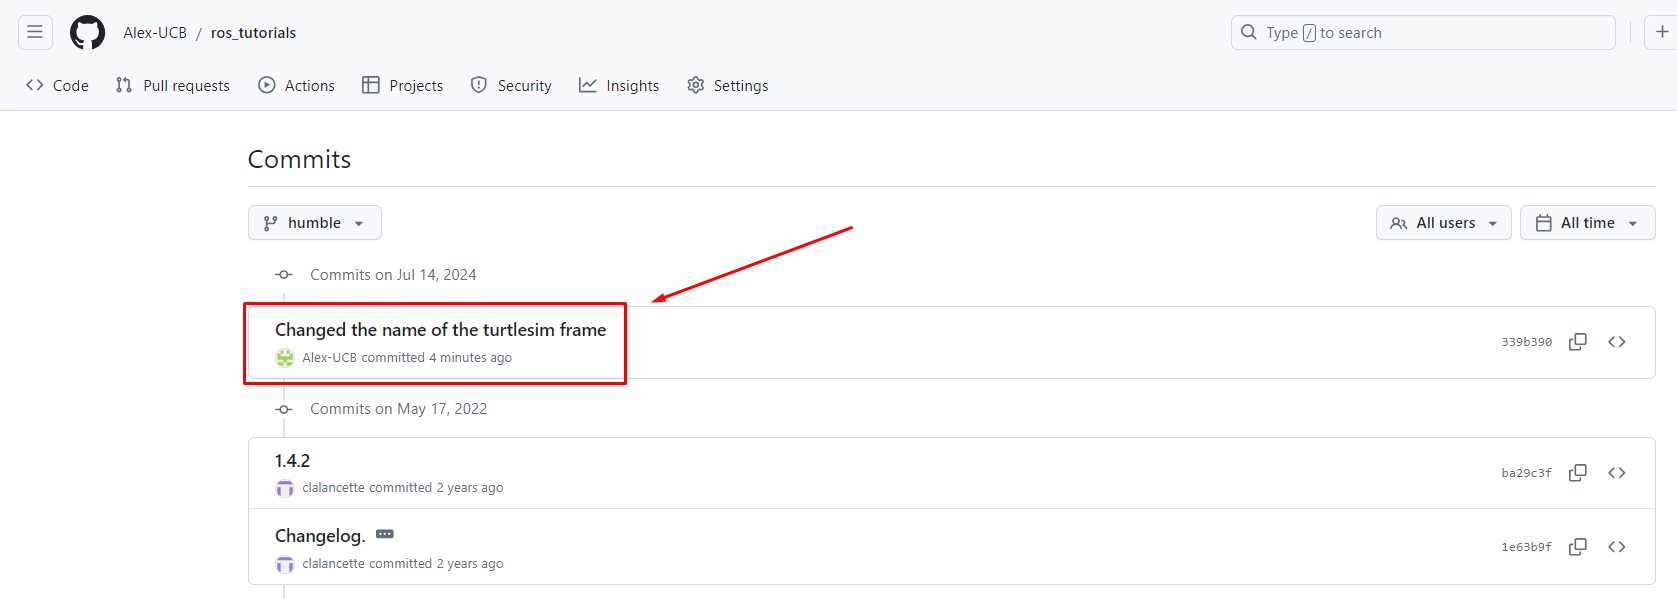 Alex-UCB / ros_tutorials
Type / to search
Code Pull requests Actions Projects Security Insights Settings
Commits
humble
All users
All time
Commits on Jul 14, 2024
Changed the name of the turtlesim frame
339b390
Alex-UCB committed 4 minutes ago
Commits on May 17, 2022
1.4.2
ba29c3f
clalancette committed 2 years ago
Changelog.
1e63b9f
clalancette committed 2 years ago